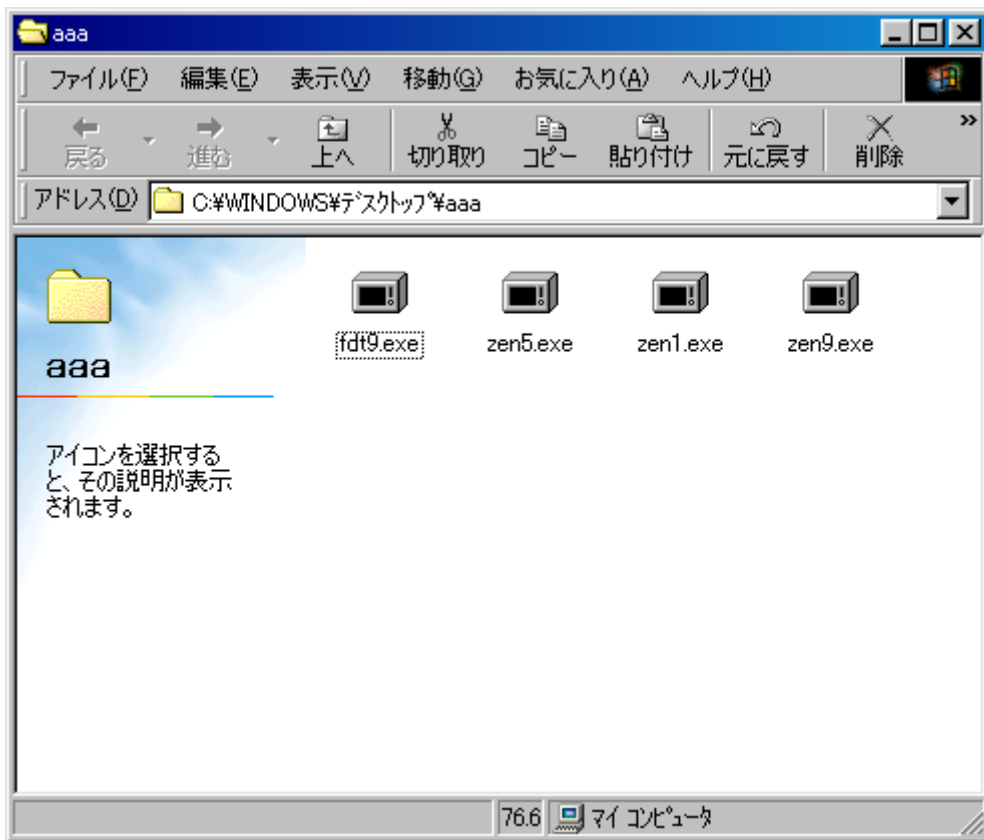 aaa
ファイル(F) 編集(E) 表示(V) 移動(G) お気に入り(A) ヘルプ(H)
戻る 進む 上へ 切り取り コピー 貼り付け 元に戻す 削除 »
アドレス(D) C:¥WINDOWS¥ﾃﾞｽｸﾄｯﾌﾟ¥aaa
fdt9.exe zen5.exe zen1.exe zen9.exe
aaa
アイコンを選択する
と、その説明が表示
されます。
76.6 マイ コンピュータ